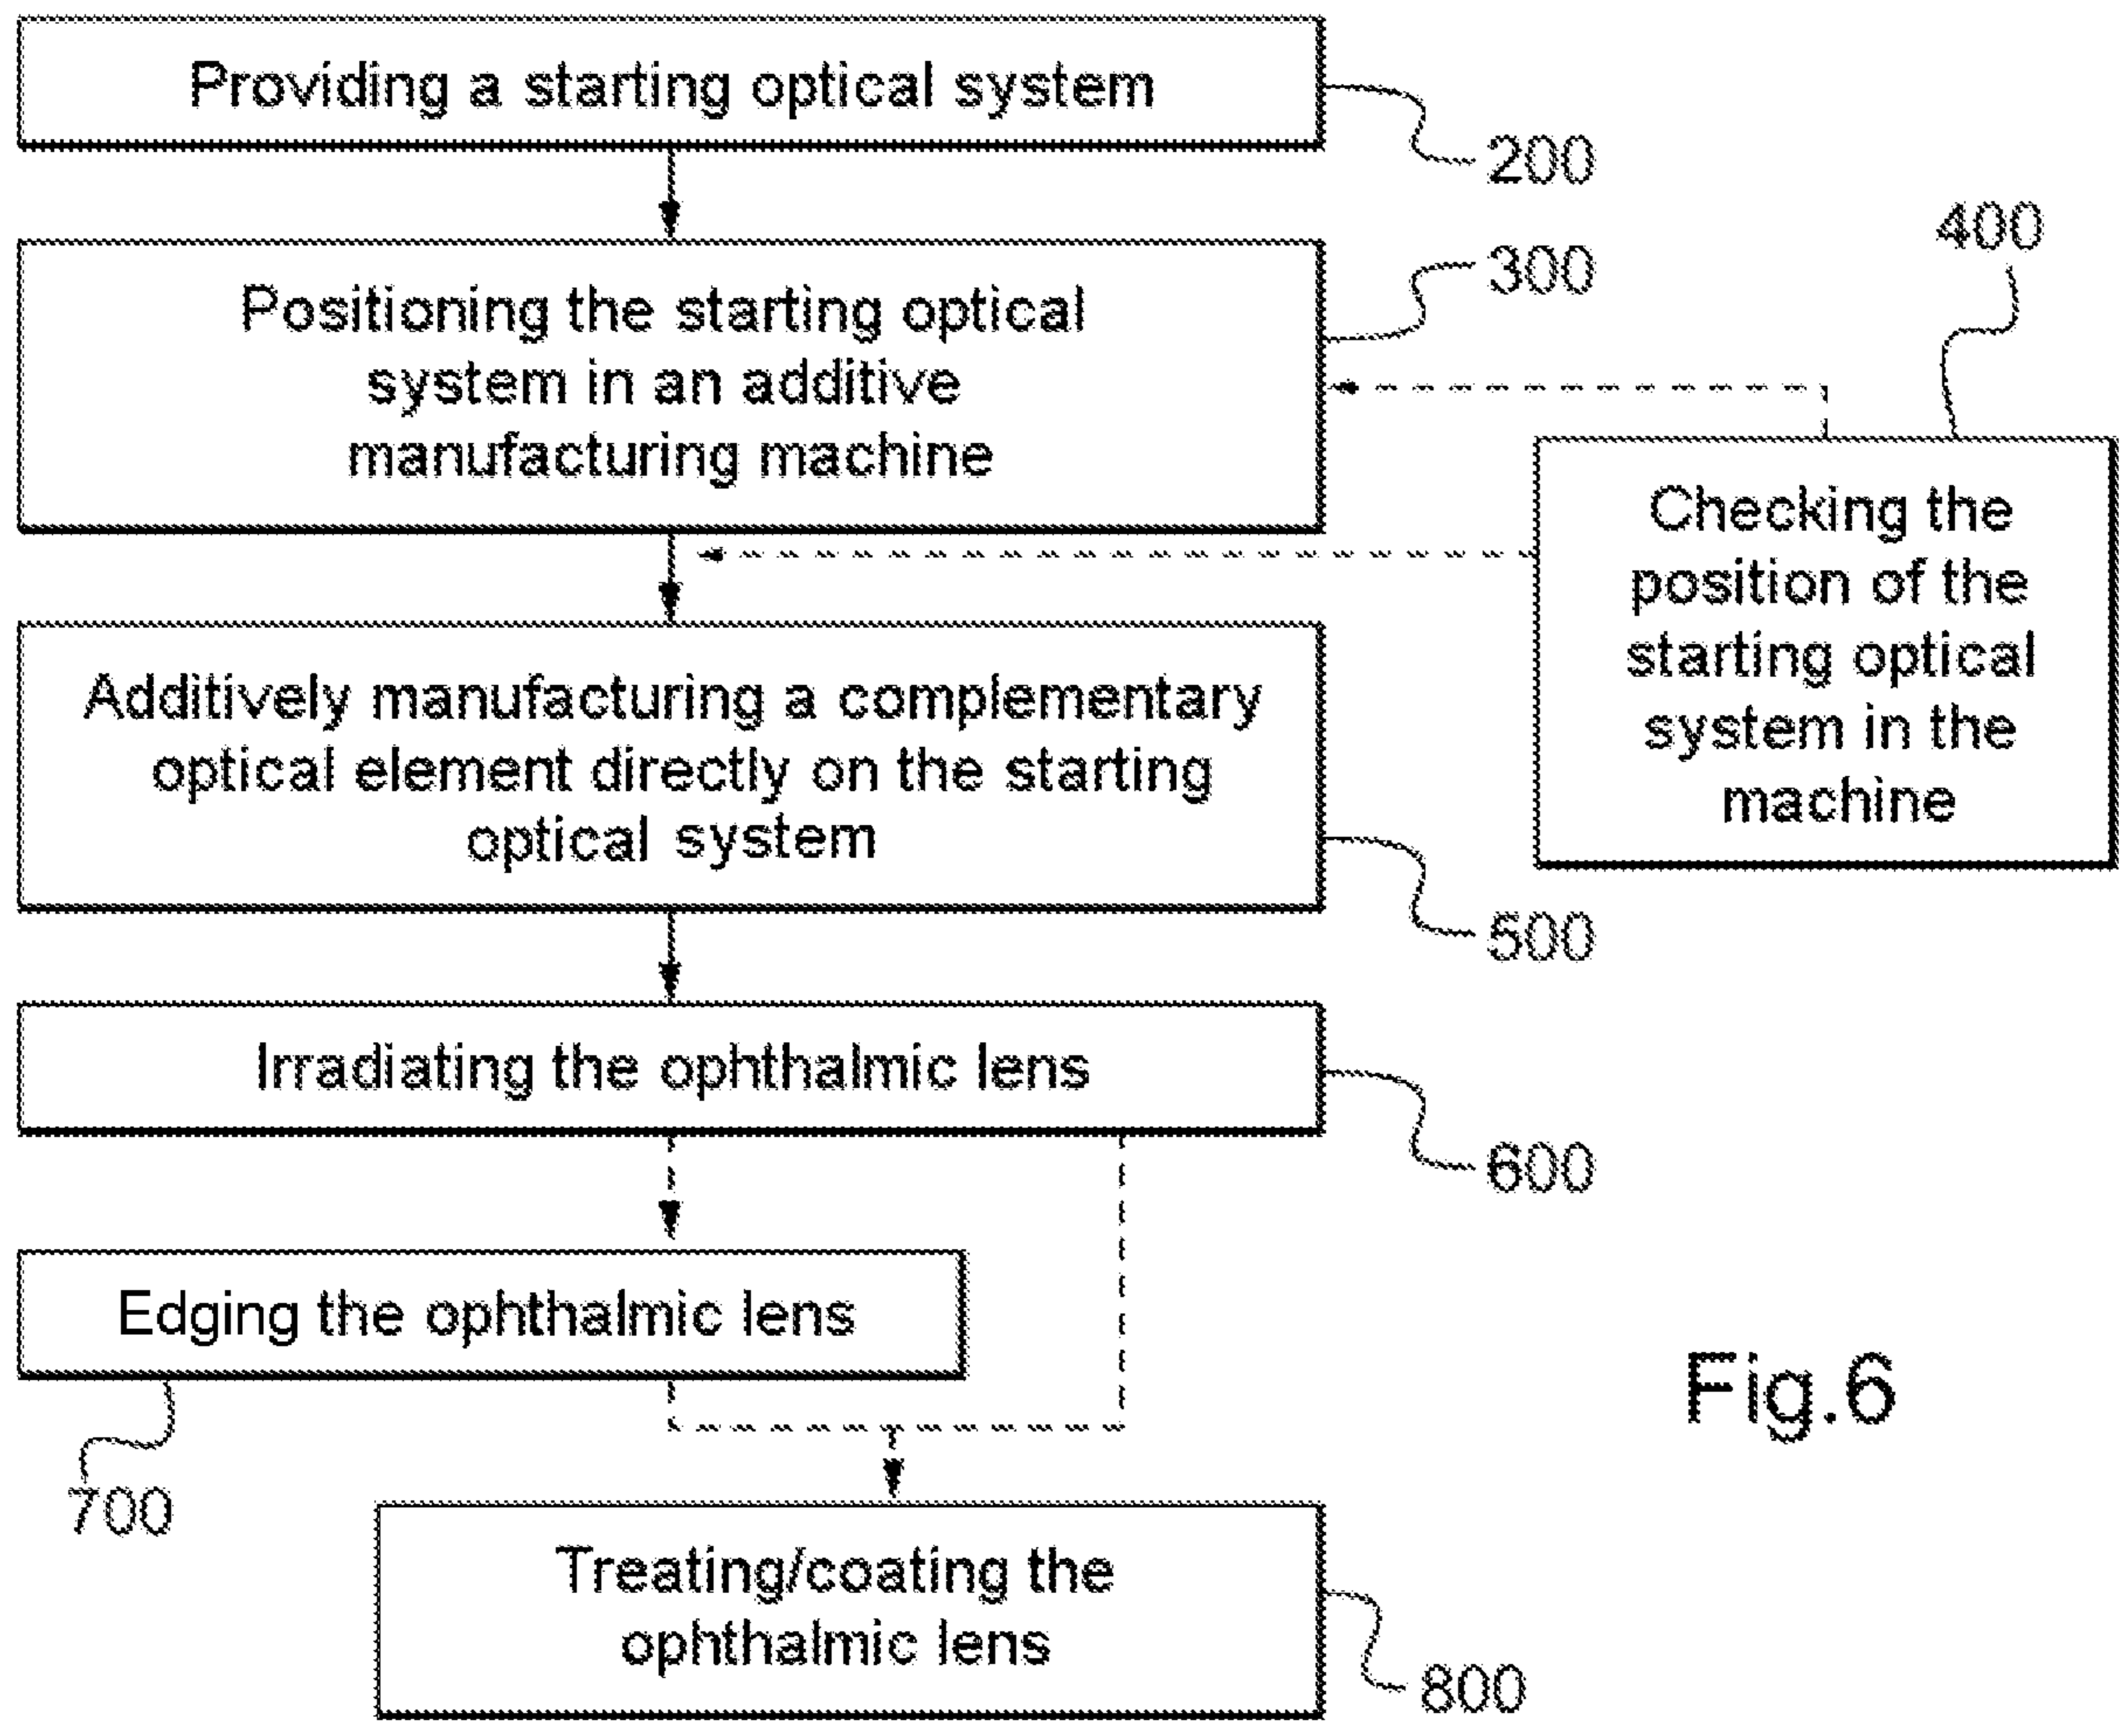 Providing a starting optical system
200
400
Positioning the starting optical
system in an additive
manufacturing machine
300
Checking the
position of the
starting optical
system in the
machine
Additively manufacturing a complementary
optical element directly on the starting
optical system
500
Irradiating the ophthalmic lens
600
Edging the ophthalmic lens
700
Fig.6
Treating/coating the
ophthalmic lens
800